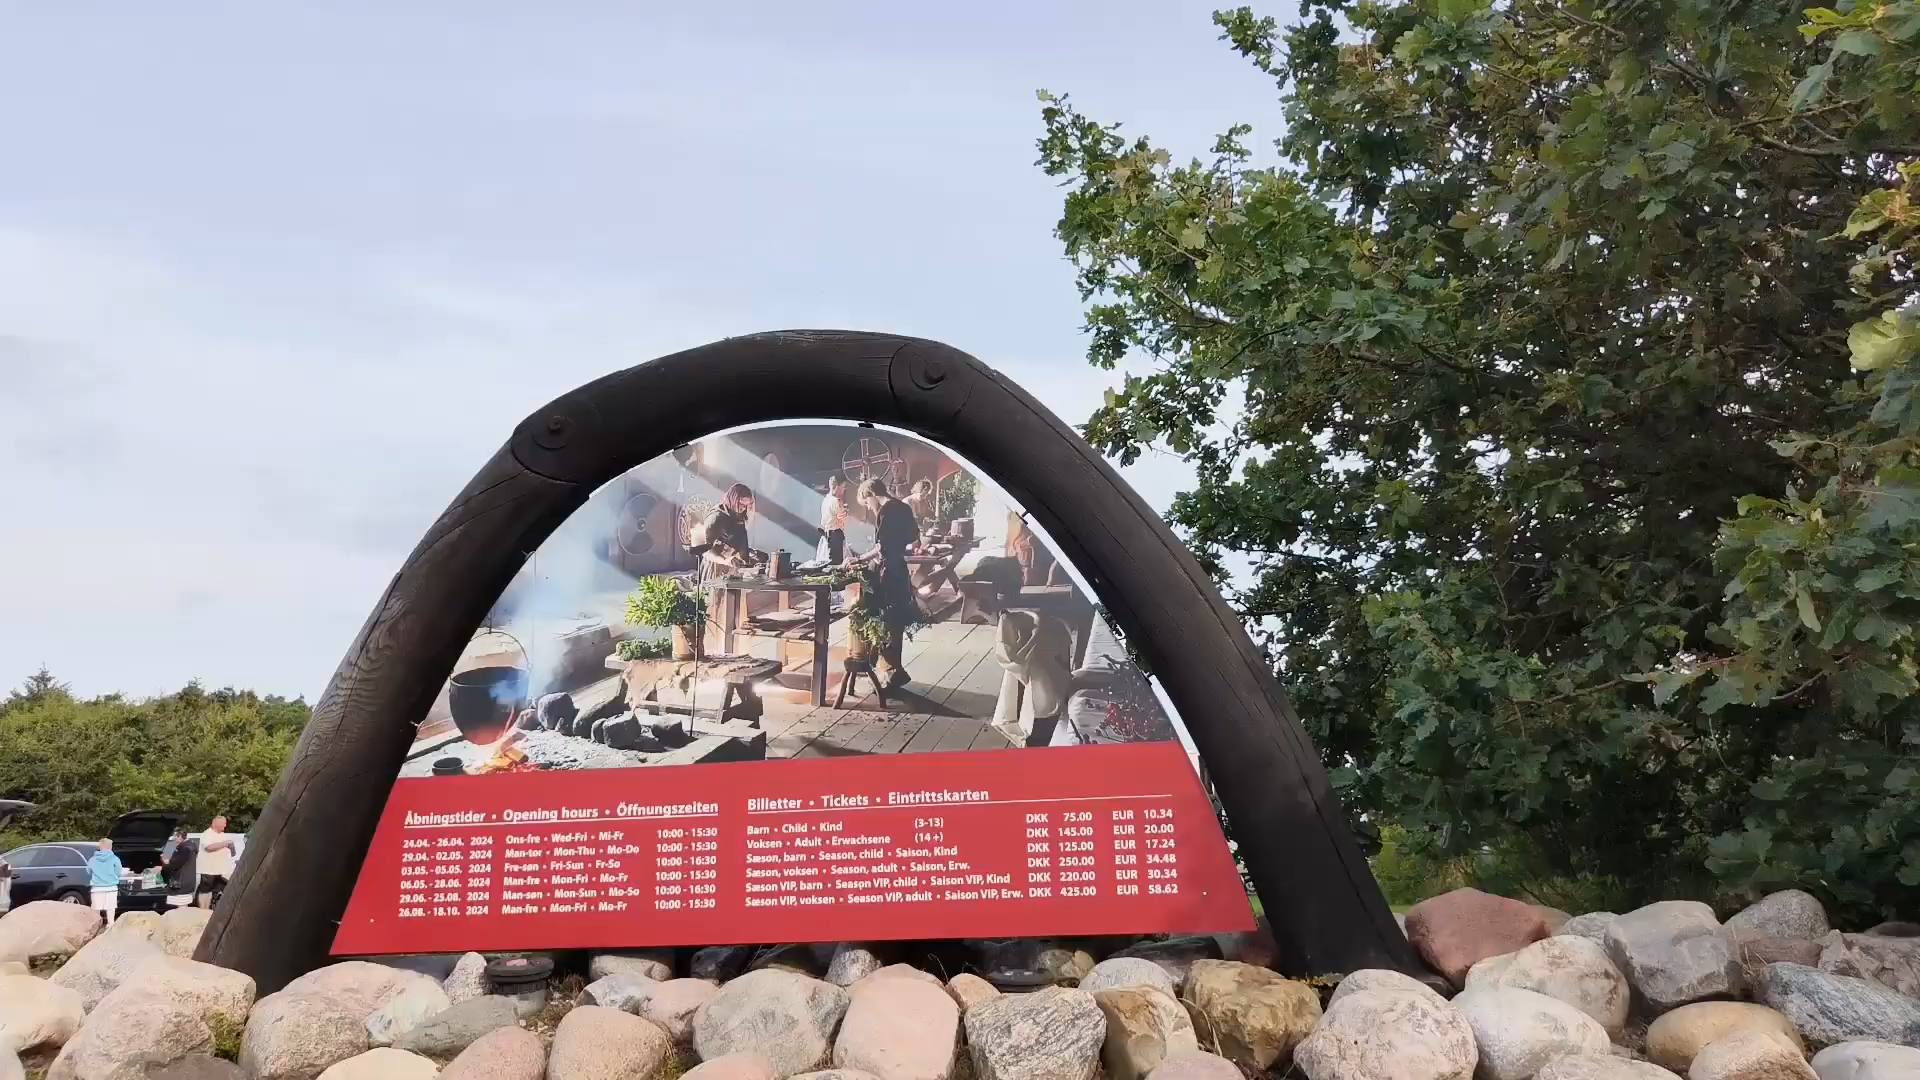 Åbningstider • Opening hours • Öffnungszeiten
24.04. - 26.04. 2024 Ons-fre • Wed-Fri • Mi-Fr 10:00 - 15:30
29.04. - 02.05. 2024 Man-tor • Mon-Thu • Mo-Do 10:00 - 15:30
03.05. - 05.05. 2024 Fre-søn • Fri-Sun • Fr-So 10:00 - 16:30
06.05. - 28.06. 2024 Man-fre • Mon-Fri • Mo-Fr 10:00 - 15:30
29.06. - 25.08. 2024 Man-søn • Mon-Sun • Mo-So 10:00 - 16:30
26.08. - 18.10. 2024 Man-fre • Mon-Fri • Mo-Fr 10:00 - 15:30
Billetter • Tickets • Eintrittskarten
Barn • Child • Kind (3-13) DKK 75.00 EUR 10.34
Voksen • Adult • Erwachsene (14 +) DKK 145.00 EUR 20.00
Sæson, barn • Season, child • Saison, Kind DKK 125.00 EUR 17.24
Sæson, voksen • Season, adult • Saison, Erw. DKK 250.00 EUR 34.48
Sæson VIP, barn • Season VIP, child • Saison VIP, Kind DKK 220.00 EUR 30.34
Sæson VIP, voksen • Season VIP, adult • Saison VIP, Erw. DKK 425.00 EUR 58.62